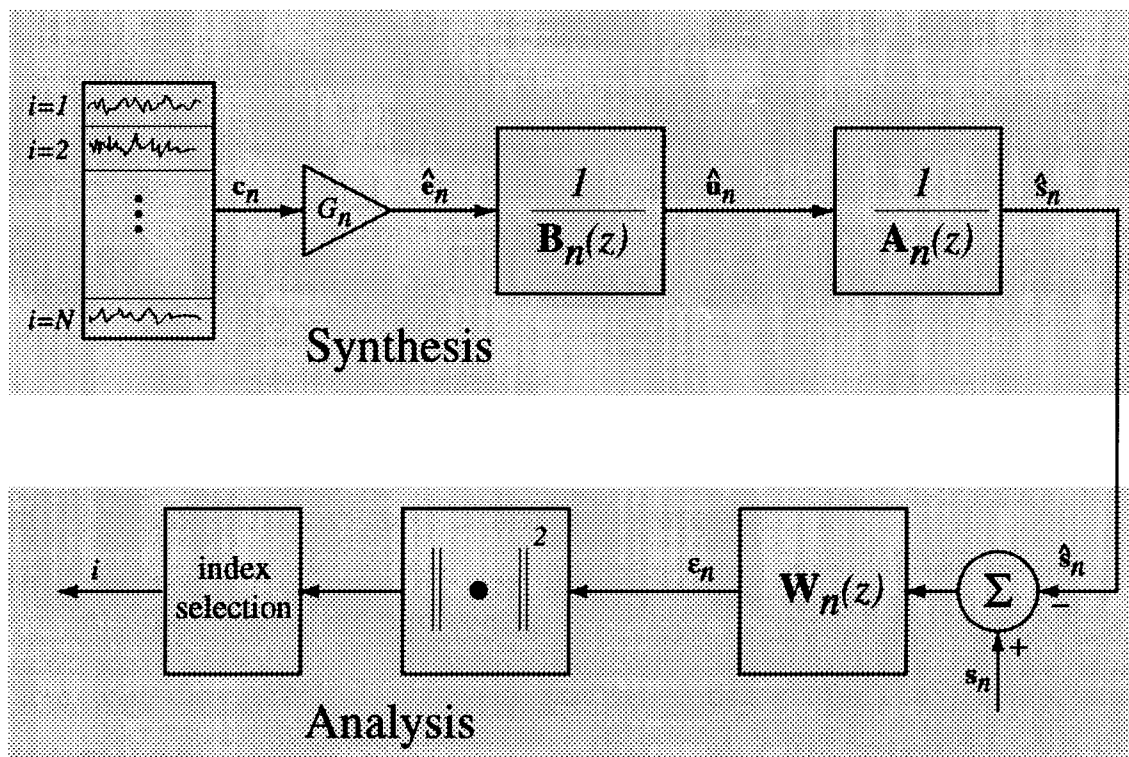 i=1
i=2
i=N
c_n
G_n
ê_n
1
B_n(z)
û_n
1
A_n(z)
ŝ_n
Synthesis
i
index
selection
2
ε_n
W_n(z)
Σ
ŝ_n
−
+
s_n
Analysis